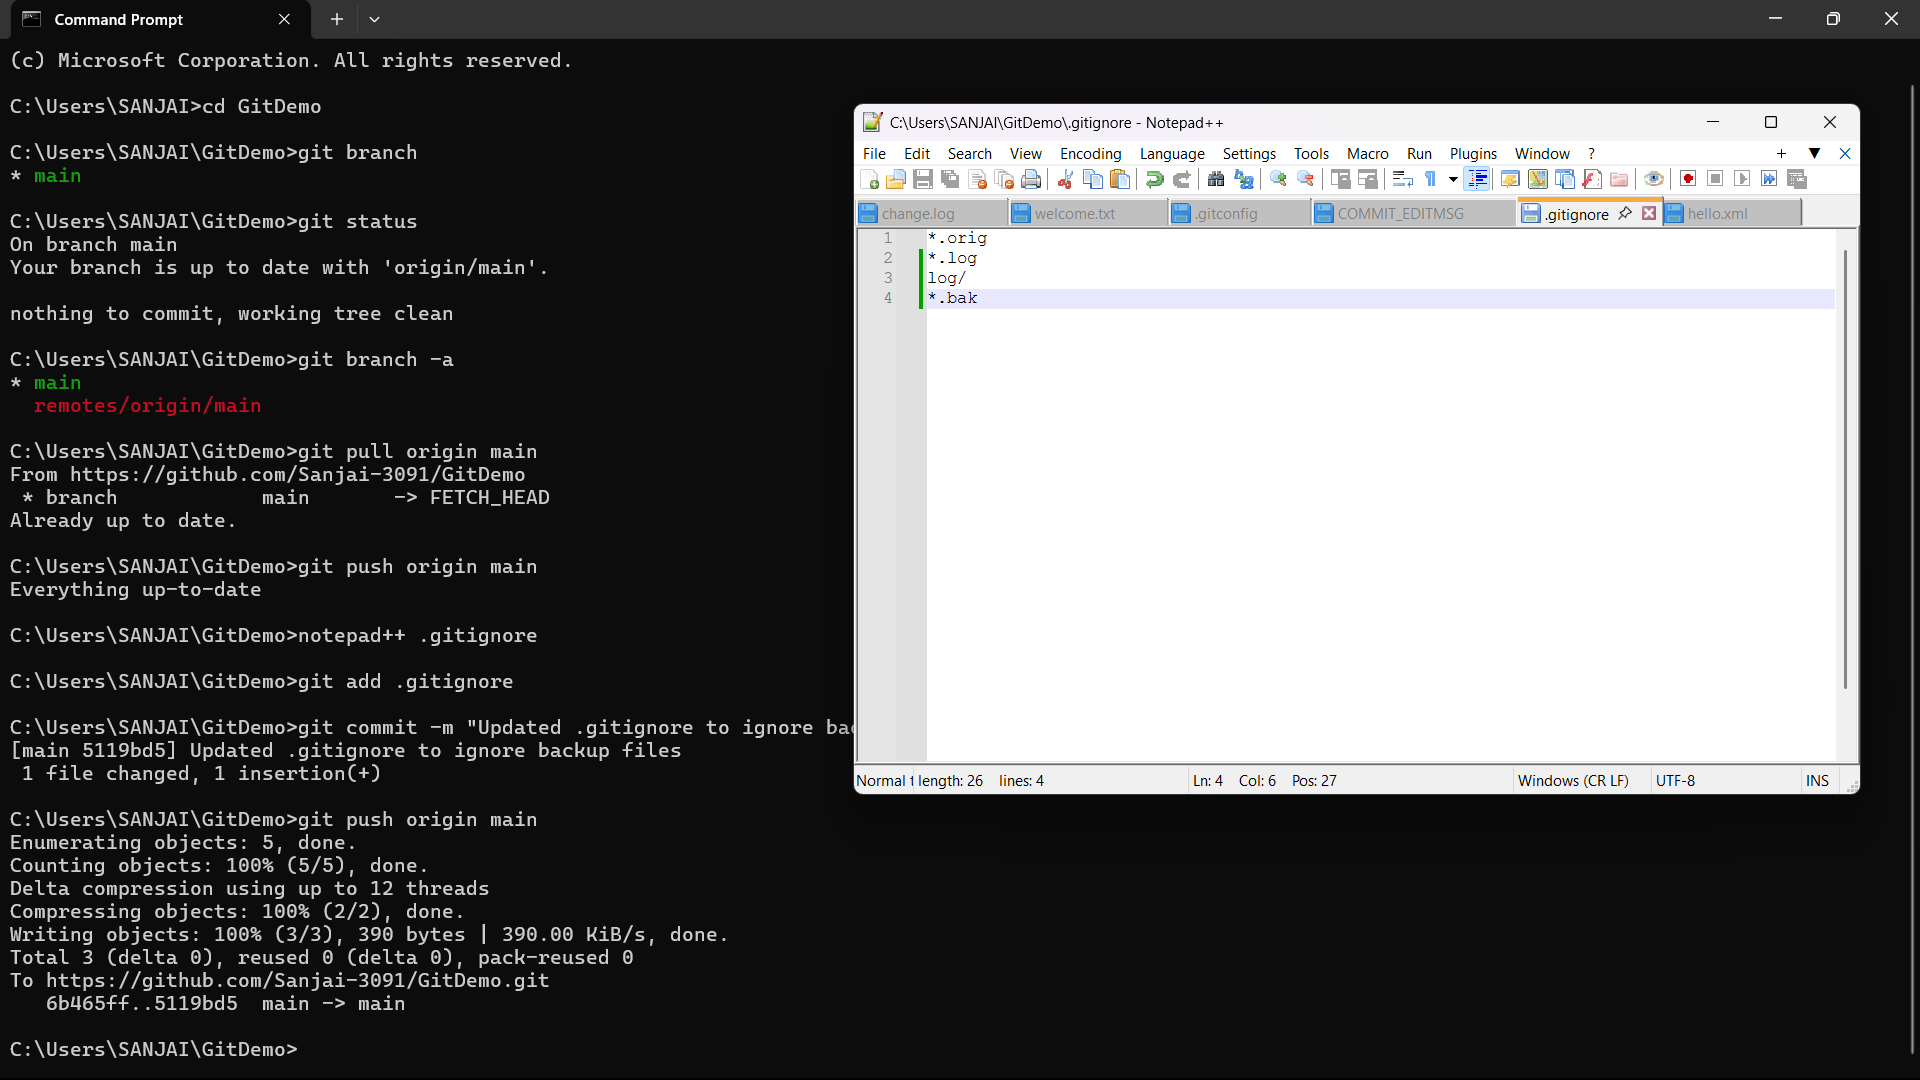 Command Prompt
(c) Microsoft Corporation. All rights reserved.
C:\Users\SANJAI>cd GitDemo
C:\Users\SANJAI\GitDemo>git branch
* main
C:\Users\SANJAI\GitDemo>git status
On branch main
Your branch is up to date with 'origin/main'.
nothing to commit, working tree clean
C:\Users\SANJAI\GitDemo>git branch -a
* main
remotes/origin/main
C:\Users\SANJAI\GitDemo>git pull origin main
From https://github.com/Sanjai-3091/GitDemo
* branch main -> FETCH_HEAD
Already up to date.
C:\Users\SANJAI\GitDemo>git push origin main
Everything up-to-date
C:\Users\SANJAI\GitDemo>notepad++ .gitignore
C:\Users\SANJAI\GitDemo>git add .gitignore
C:\Users\SANJAI\GitDemo>git commit -m "Updated .gitignore to ignore
[main 5119bd5] Updated .gitignore to ignore backup files
1 file changed, 1 insertion(+)
C:\Users\SANJAI\GitDemo>git push origin main
Enumerating objects: 5, done.
Counting objects: 100% (5/5), done.
Delta compression using up to 12 threads
Compressing objects: 100% (2/2), done.
Writing objects: 100% (3/3), 390 bytes | 390.00 KiB/s, done.
Total 3 (delta 0), reused 0 (delta 0), pack-reused 0
To https://github.com/Sanjai-3091/GitDemo.git
6b465ff..5119bd5 main -> main
C:\Users\SANJAI\GitDemo>
C:\Users\SANJAI\GitDemo\.gitignore - Notepad++
File Edit Search View Encoding Language Settings Tools Macro Run Plugins Window ?
change.log welcome.txt .gitconfig COMMIT_EDITMSG .gitignore hello.xml
1 *.orig
2 *.log
3 log/
4 *.bak
Normal length: 26 lines: 4 Ln: 4 Col: 6 Pos: 27 Windows (CR LF) UTF-8 INS